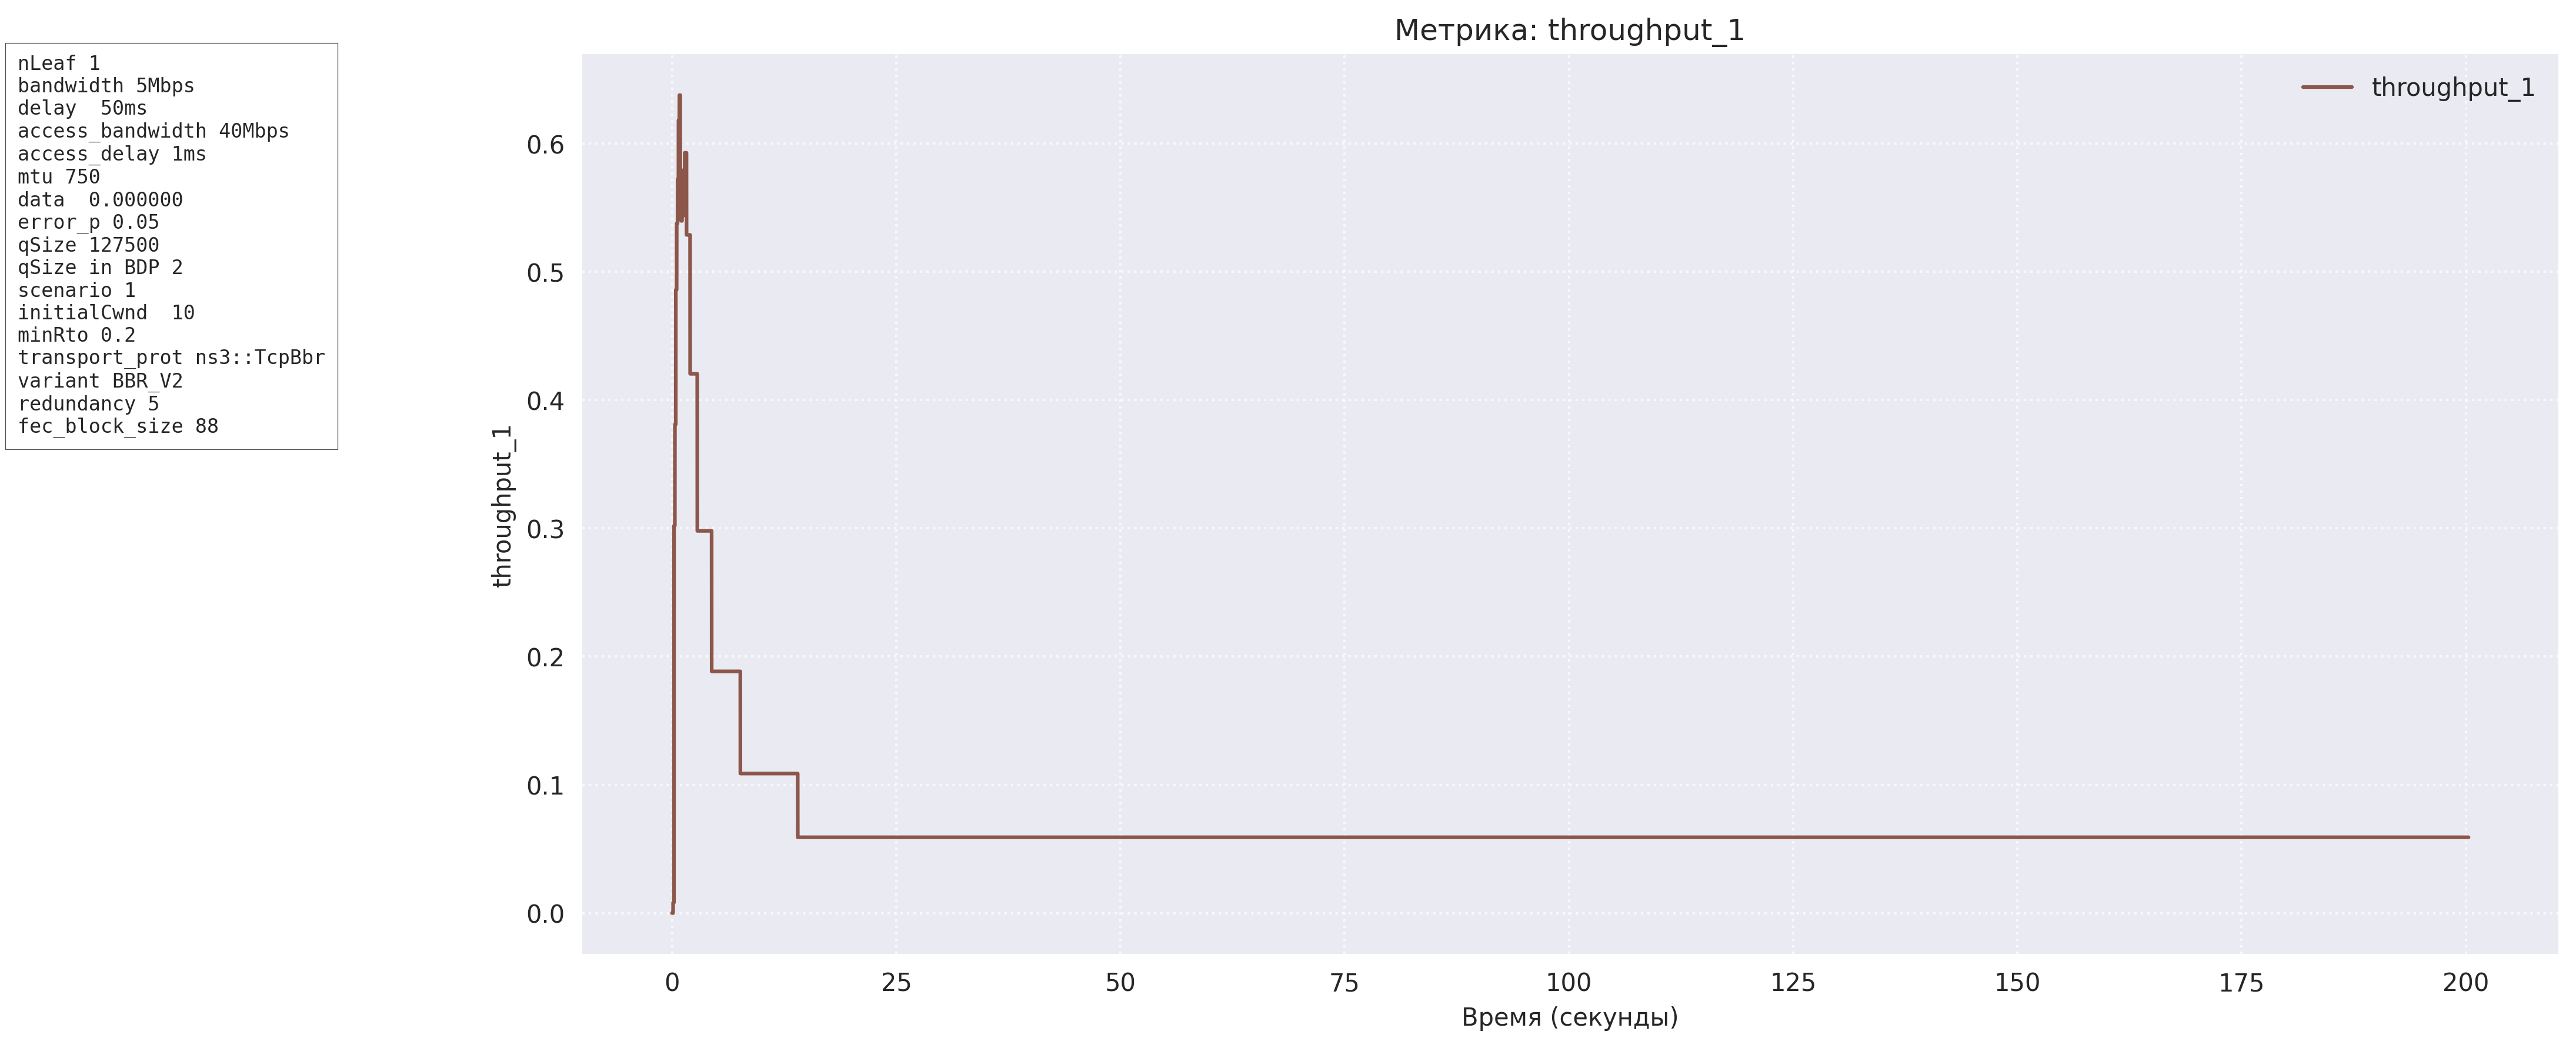 Метрика: throughput_1
nLeaf 1
bandwidth 5Mbps
delay  50ms
access_bandwidth 40Mbps
access_delay 1ms
mtu 750
data  0.000000
error_p 0.05
qSize 127500
qSize in BDP 2
scenario 1
initialCwnd  10
minRto 0.2
transport_prot ns3::TcpBbr
variant BBR_V2
redundancy 5
fec_block_size 88
throughput_1
throughput_1
0.6
0.5
0.4
0.3
0.2
0.1
0.0
0 25 50 75 100 125 150 175 200
Время (секунды)